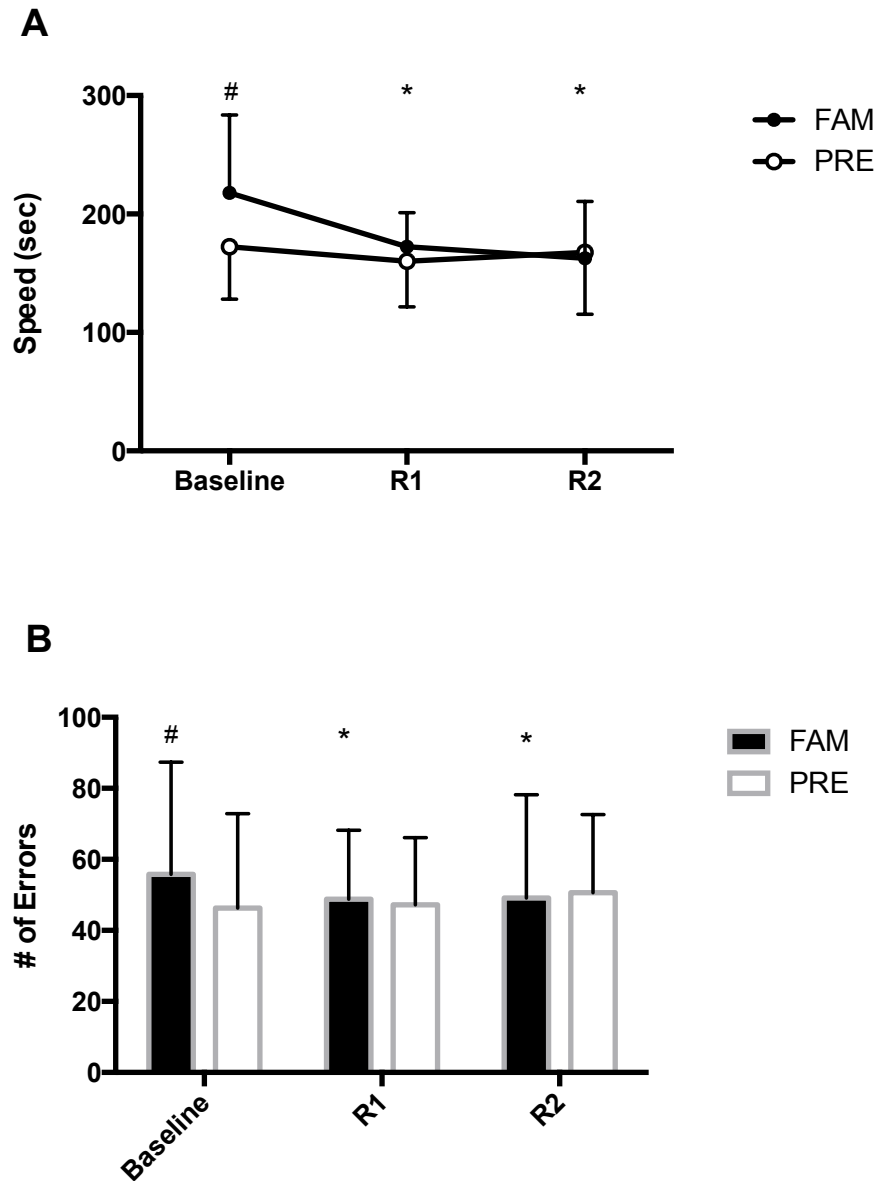 A
# * *
300
200
100
0
Speed (sec)
Baseline R1 R2
FAM
PRE
B
# * *
100
80
60
40
20
0
# of Errors
Baseline R1 R2
FAM
PRE